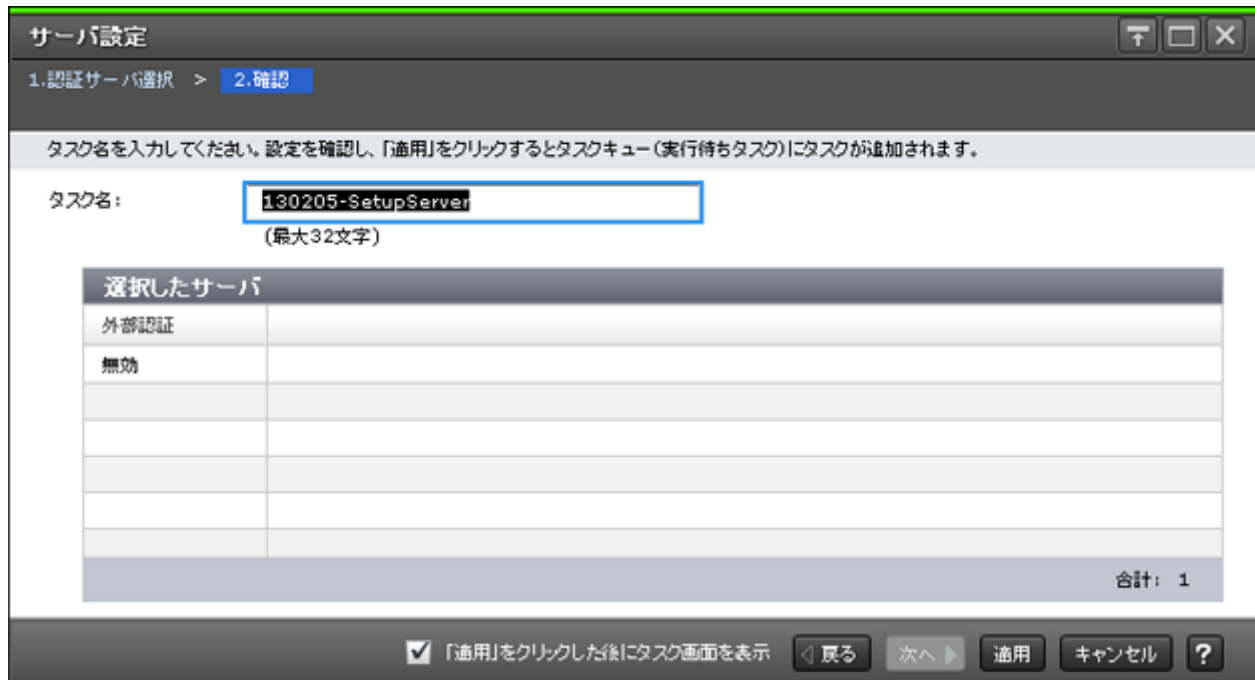 サーバ設定
1.認証サーバ選択 > 2.確認
タスク名を入力してください。設定を確認し、「適用」をクリックするとタスクキュー(実行待ちタスク)にタスクが追加されます。
タスク名: 130205-SetupServer
(最大32文字)
選択したサーバ
外部認証
無効
合計: 1
「適用」をクリックした後にタスク画面を表示 戻る 次へ 適用 キャンセル ?